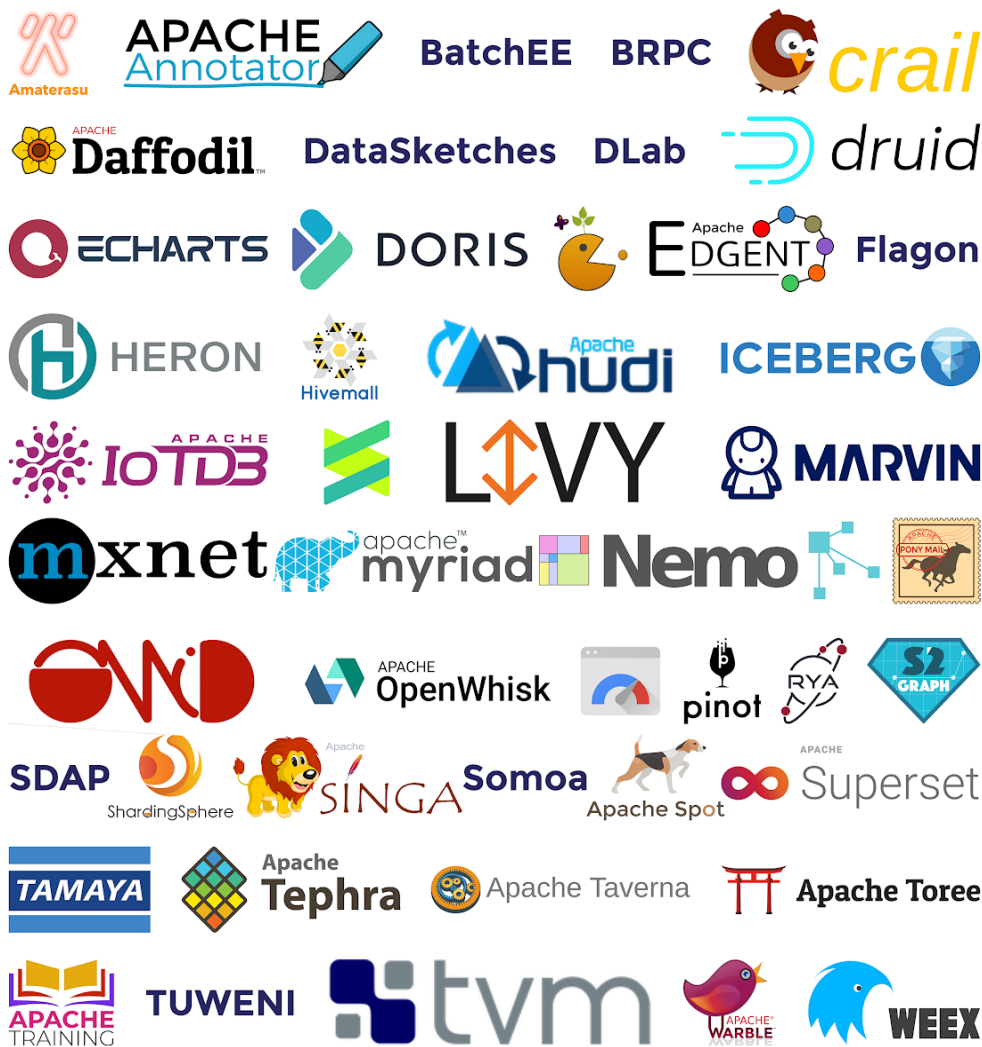 Amaterasu
APACHE
Annotator
BatchEE
BRPC
crail
APACHE
Daffodil™
DataSketches
DLab
druid
ECHARTS
DORIS
Apache
EDGENT
Flagon
HERON
Hivemall
Apache
hudi
ICEBERG
APACHE
IoTDB
LIVY
MARVIN
mxnet
apache™
myriad
Nemo
APACHE
PONY MAIL
OWiD
APACHE
OpenWhisk
pinot
RYA
S2
GRAPH
SDAP
ShardingSphere
Apache
SINGA
Somoa
Apache Spot
APACHE
Superset
TAMAYA
Apache
Tephra
Apache Taverna
Apache Toree
APACHE
TRAINING
TUWENI
tvm
APACHE®
WARBLE
WEEX